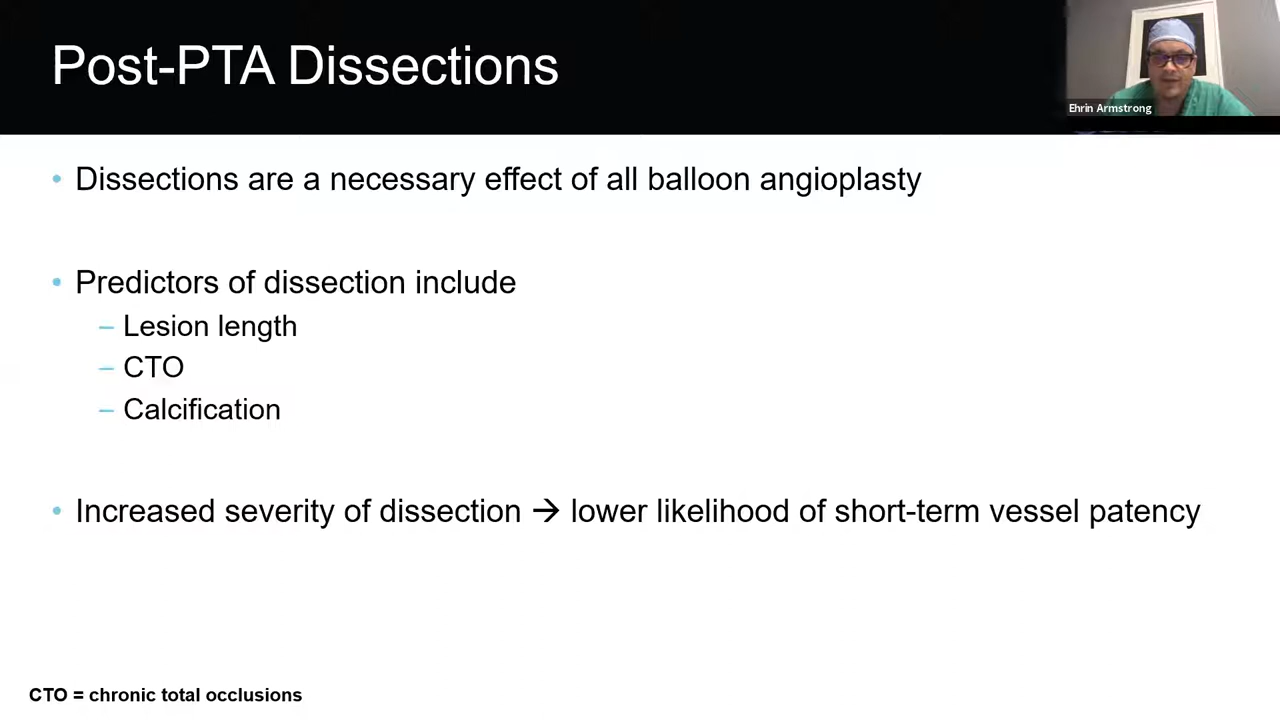 Post-PTA Dissections
Ehrin Armstrong
• Dissections are a necessary effect of all balloon angioplasty
• Predictors of dissection include
– Lesion length
– CTO
– Calcification
• Increased severity of dissection → lower likelihood of short-term vessel patency
CTO = chronic total occlusions